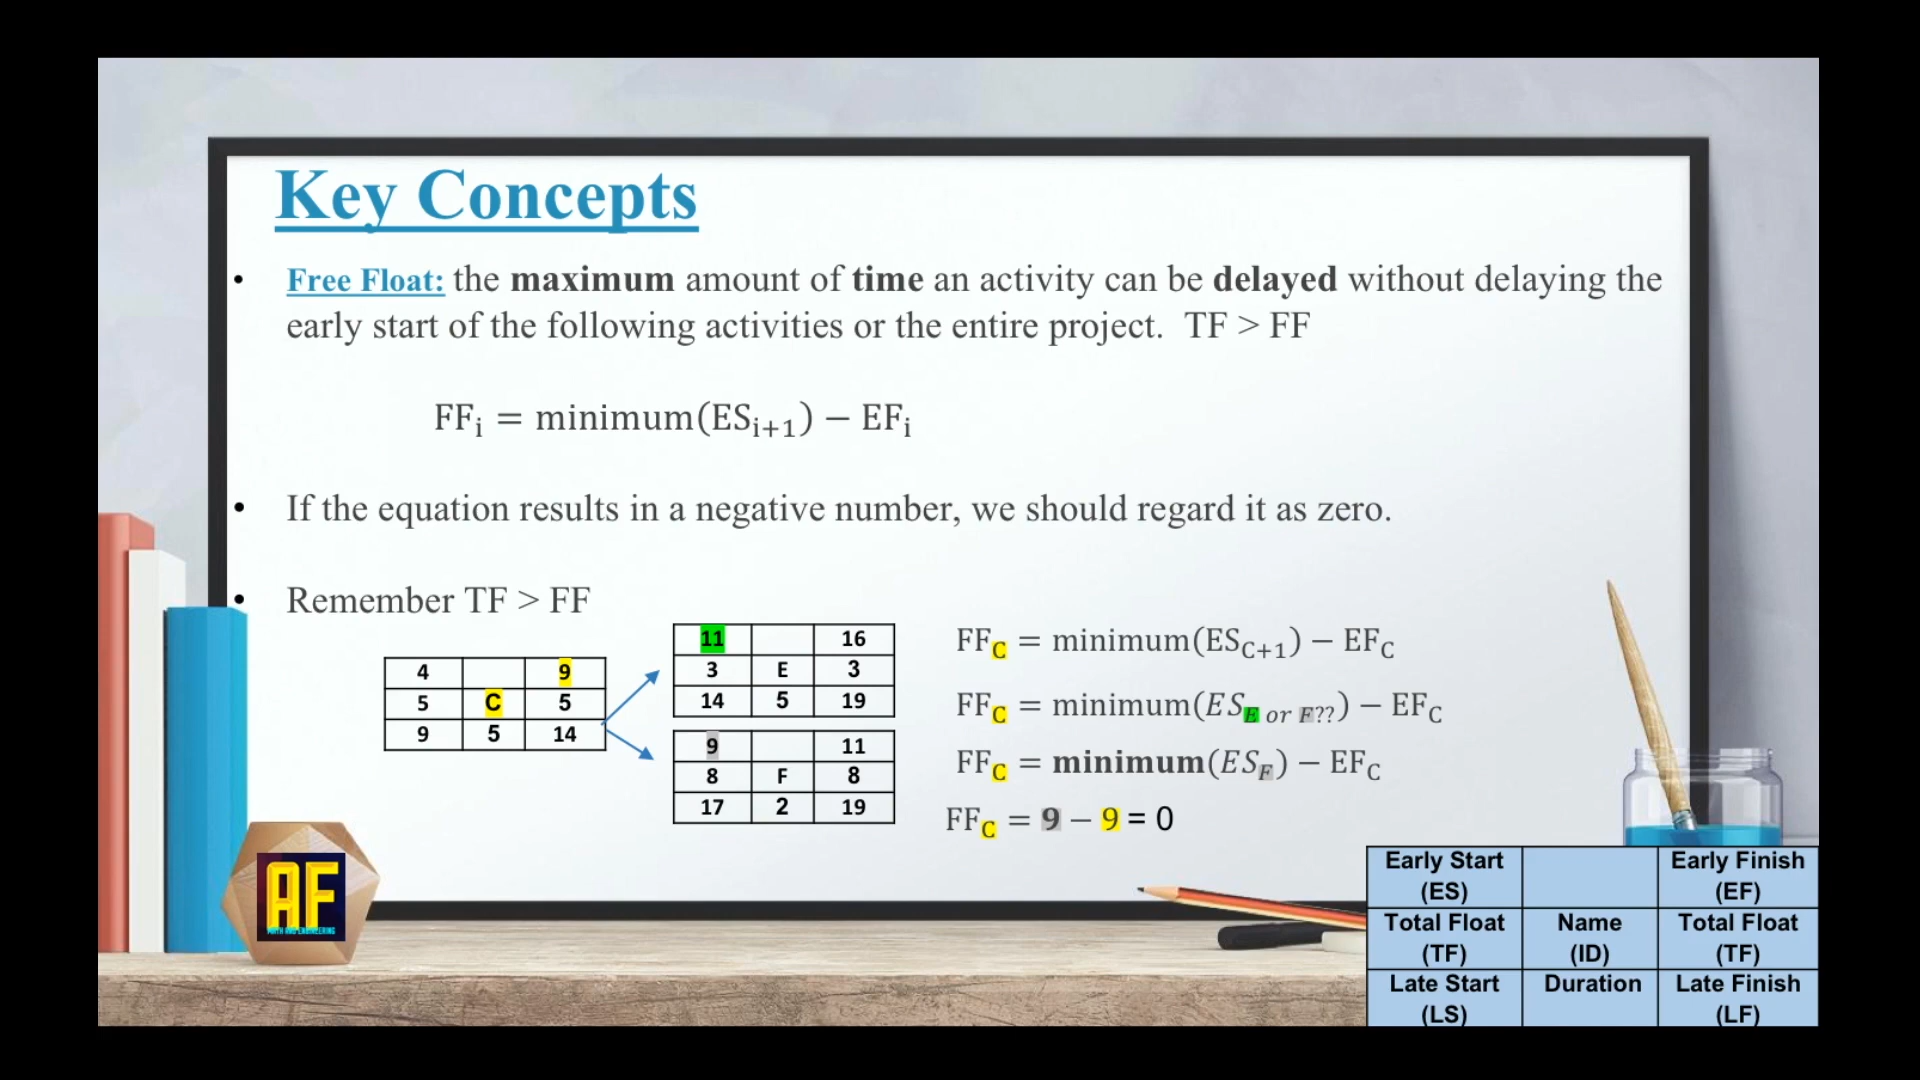 Key Concepts
• Free Float: the maximum amount of time an activity can be delayed without delaying the
early start of the following activities or the entire project. TF > FF
FFᵢ = minimum(ESᵢ₊₁) − EFᵢ
• If the equation results in a negative number, we should regard it as zero.
• Remember TF > FF
4 9
5 C 5
9 5 14
11 16
3 E 3
14 5 19
9 11
8 F 8
17 2 19
FF_C = minimum(ES_C+1) − EF_C
FF_C = minimum(ES_E or F??) − EF_C
FF_C = minimum(ES_F) − EF_C
FF_C = 9 − 9 = 0
AF
Early Start Early Finish
(ES) (EF)
Total Float Name Total Float
(TF) (ID) (TF)
Late Start Duration Late Finish
(LS) (LF)